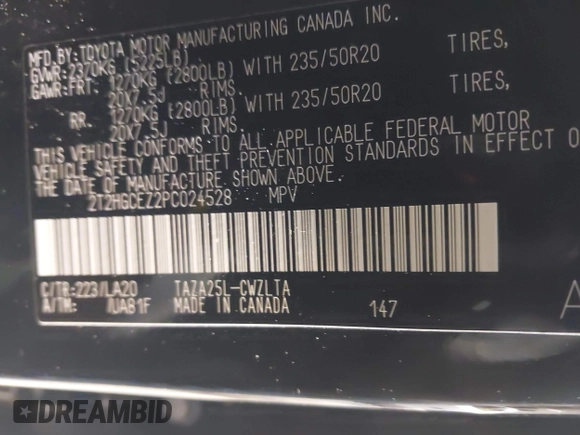 MFD.BY:TOYOTA MOTOR MANUFACTURING CANADA INC.
GVWR:2370KG (5225LB)
GAWR:FRT. 1270KG (2800LB) WITH 235/50R20 TIRES,
20X7.5J RIMS.
RR. 1270KG (2800LB) WITH 235/50R20 TIRES,
20X7.5J RIMS.
THIS VEHICLE CONFORMS TO ALL APPLICABLE FEDERAL MOTOR
VEHICLE SAFETY AND THEFT PREVENTION STANDARDS IN EFFECT O
THE DATE OF MANUFACTURE SHOWN ABOVE.
2T2HGCEZ2PC024528 MPV
C/TR:223/LA20 TAZA25L-CWZLTA
A/TM: /UA81F MADE IN CANADA 147 A
DREAMBID